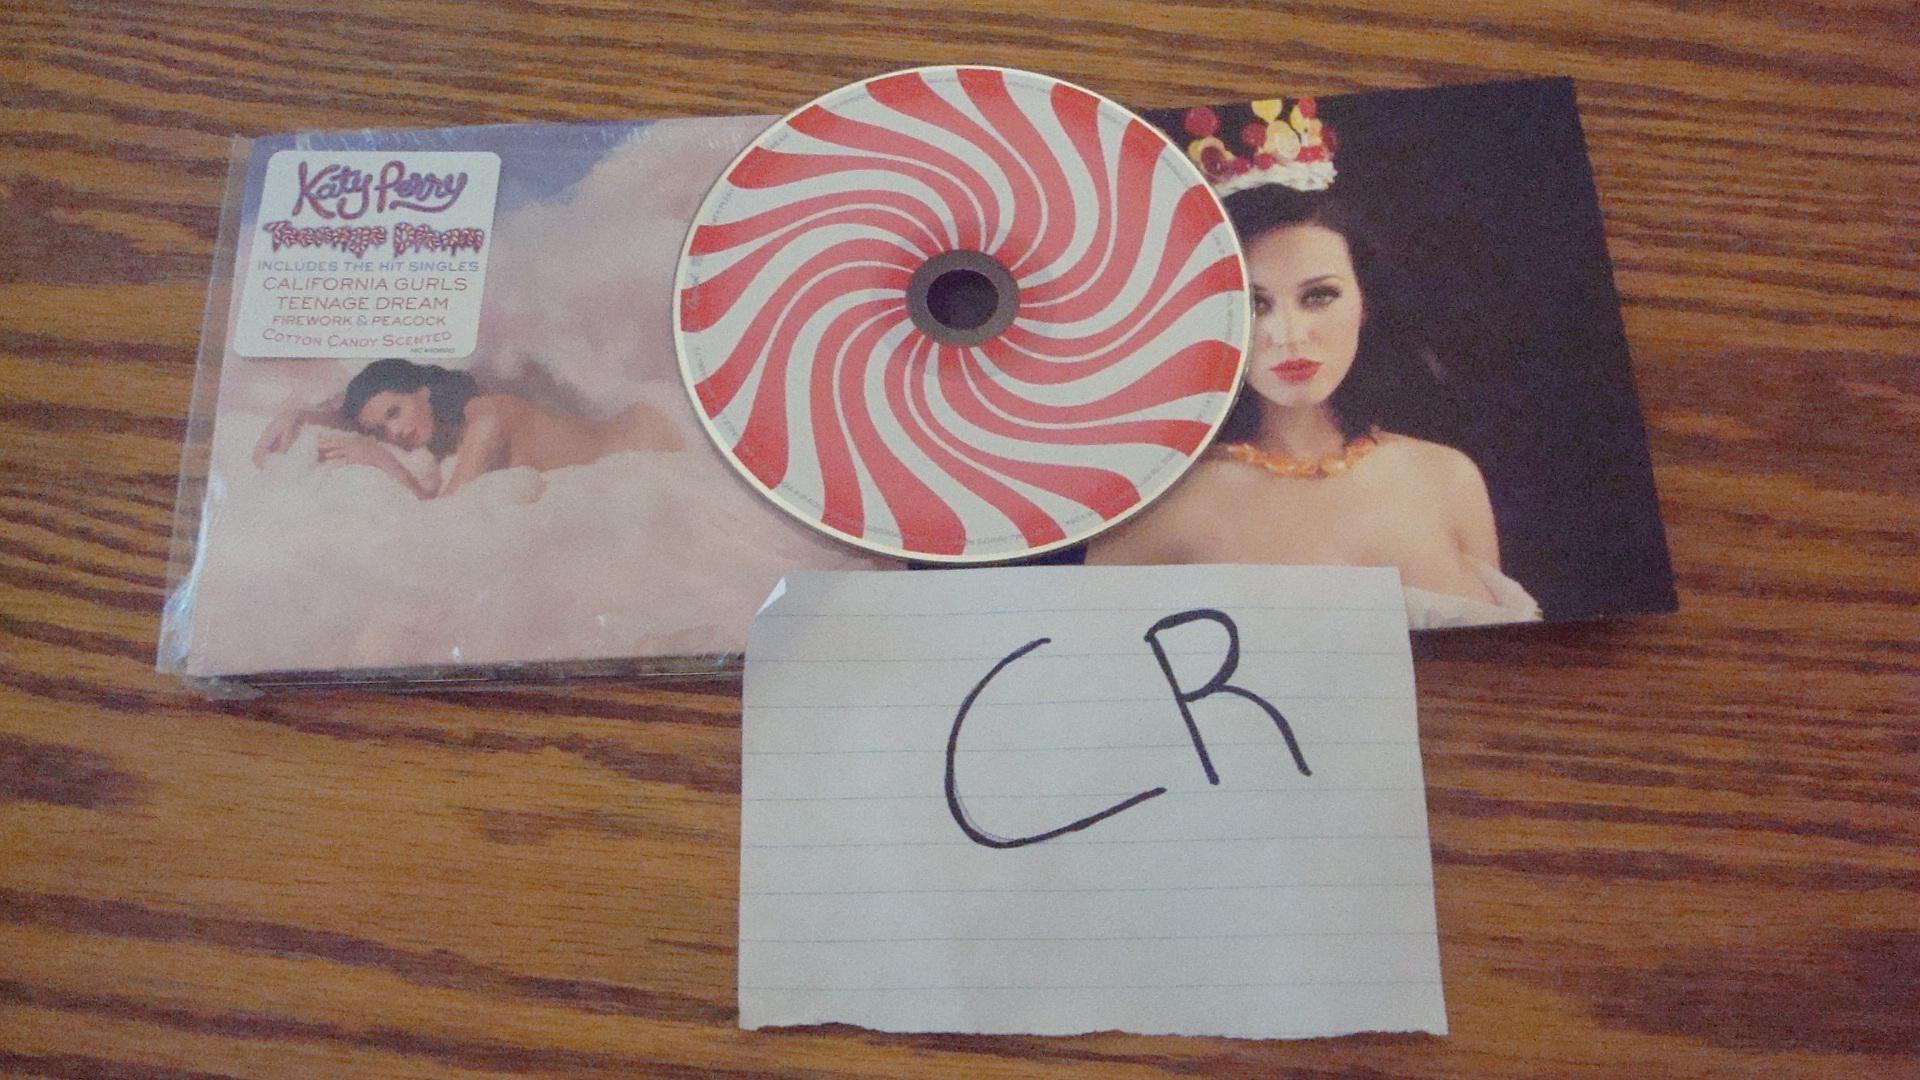 Katy Perry
Teenage Dream
INCLUDES THE HIT SINGLES
CALIFORNIA GURLS
TEENAGE DREAM
FIREWORK & PEACOCK
COTTON CANDY SCENTED
CR